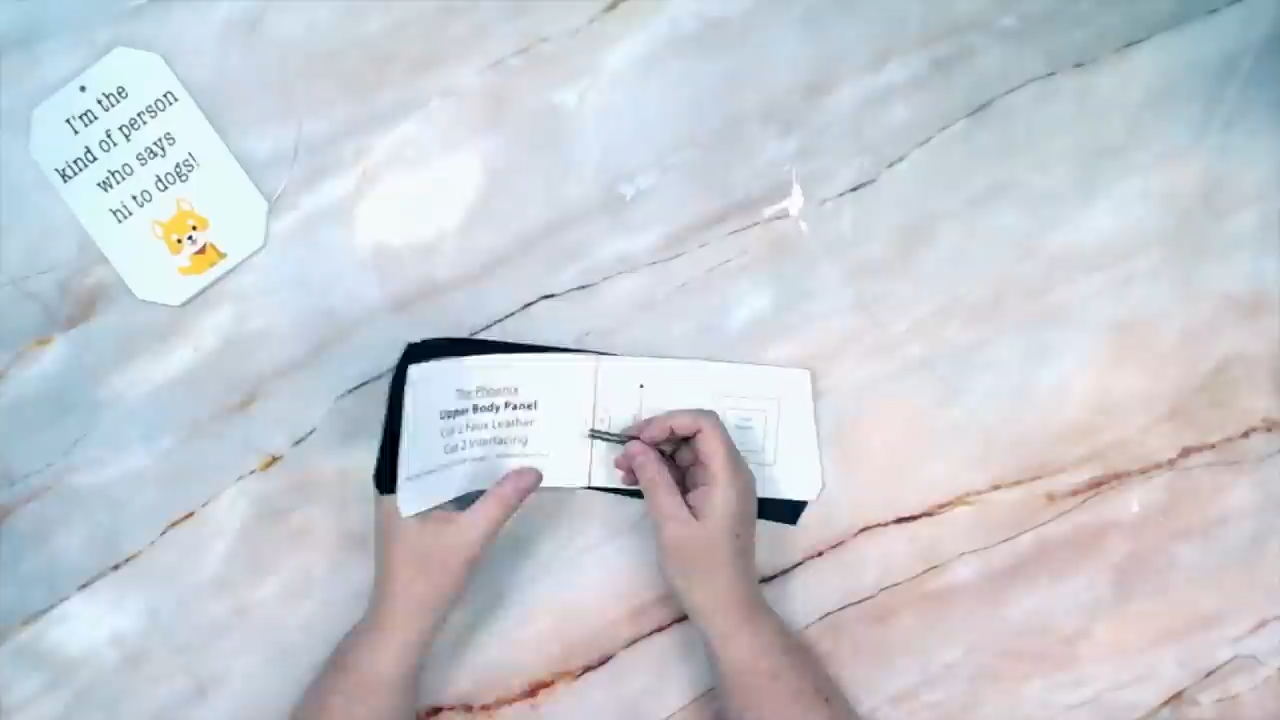 I'm the
kind of person
who says
hi to dogs!
The Phoenix
Upper Body Panel
Cut 2 Faux Leather
Cut 2 Interfacing